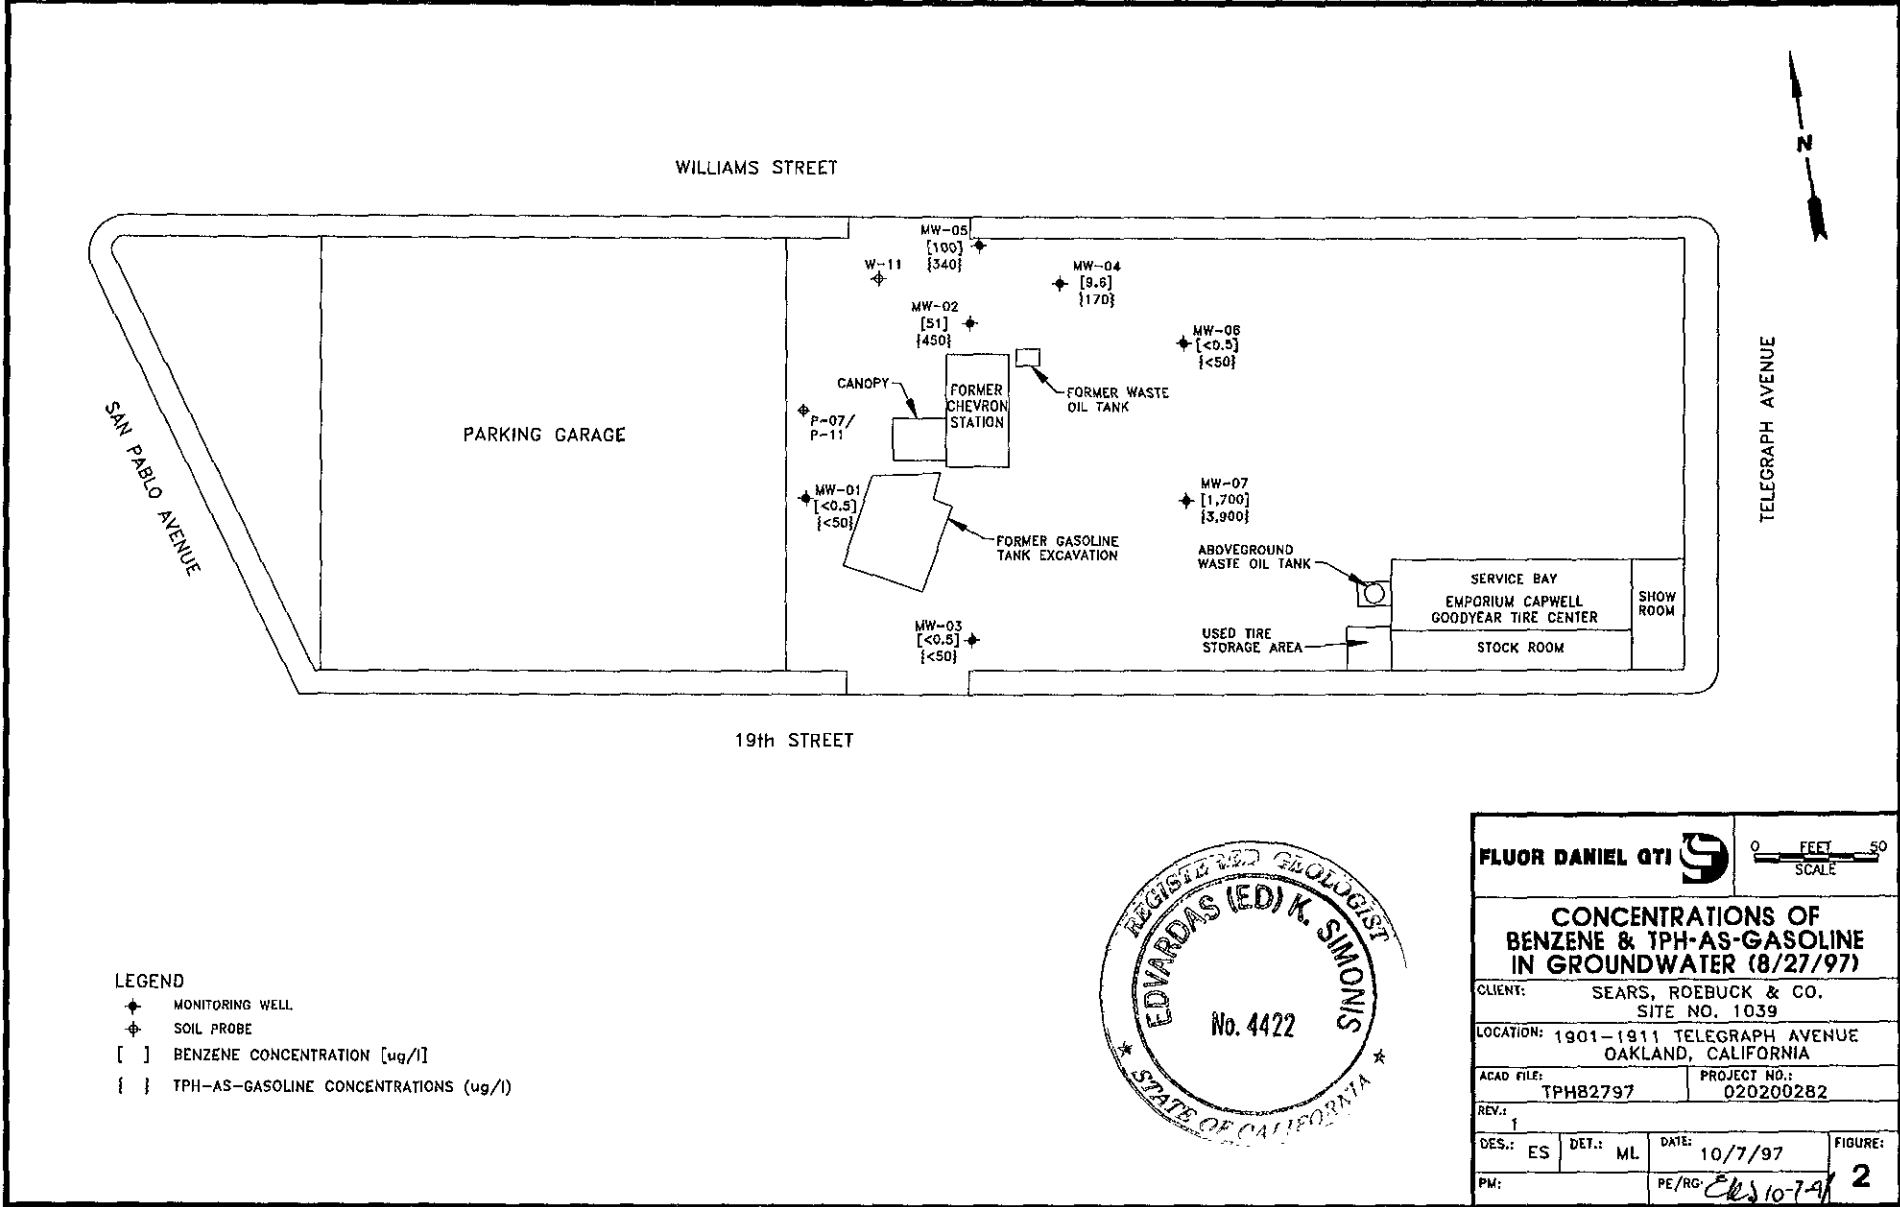 N
WILLIAMS STREET
MW-05
[100]
{340}
W-11
MW-04
[9.6]
{170}
MW-02
[51]
{450}
MW-06
[<0.5]
{<50}
CANOPY
FORMER
CHEVRON
STATION
FORMER WASTE
OIL TANK
P-07/
P-11
PARKING GARAGE
SAN PABLO AVENUE
TELEGRAPH AVENUE
MW-01
[<0.5]
{<50}
MW-07
[1,700]
{3,900}
FORMER GASOLINE
TANK EXCAVATION
ABOVEGROUND
WASTE OIL TANK
SERVICE BAY
EMPORIUM CAPWELL
GOODYEAR TIRE CENTER
SHOW
ROOM
MW-03
[<0.5]
{<50}
USED TIRE
STORAGE AREA
STOCK ROOM
19th STREET
LEGEND
MONITORING WELL
SOIL PROBE
[ ] BENZENE CONCENTRATION [ug/l]
{ } TPH-AS-GASOLINE CONCENTRATIONS (ug/l)
REGISTERED GEOLOGIST
EDVARDAS (ED) K. SIMONIS
No. 4422
★ STATE OF CALIFORNIA ★
FLUOR DANIEL GTI
0 FEET 50
SCALE
CONCENTRATIONS OF
BENZENE & TPH-AS-GASOLINE
IN GROUNDWATER (8/27/97)
CLIENT: SEARS, ROEBUCK & CO.
SITE NO. 1039
LOCATION: 1901-1911 TELEGRAPH AVENUE
OAKLAND, CALIFORNIA
ACAD FILE: TPH82797
PROJECT NO.: 020200282
REV.: 1
DES.: ES
DET.: ML
DATE: 10/7/97
FIGURE: 2
PM:
PE/RG: